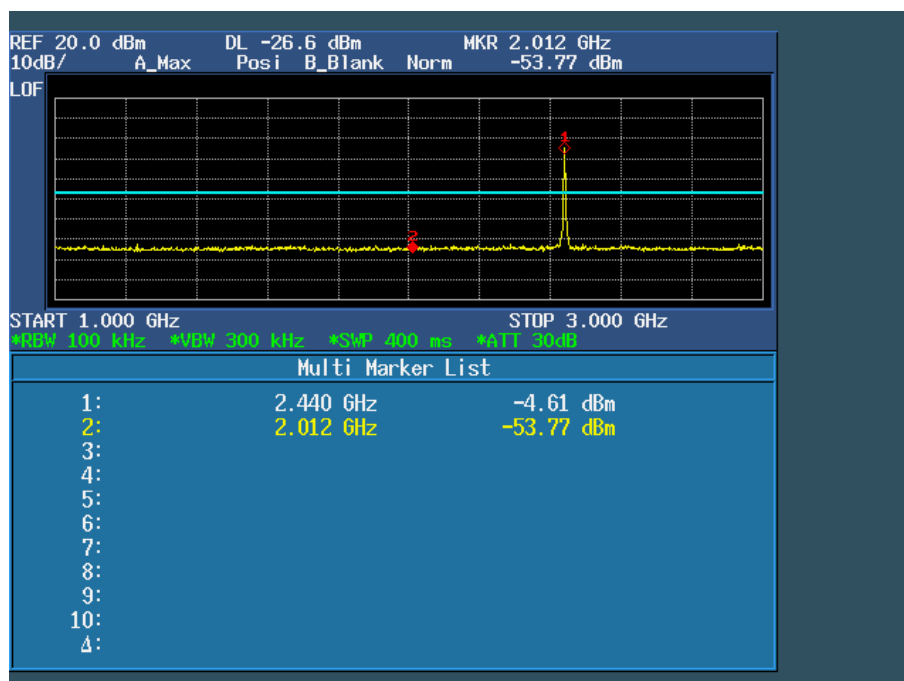 REF 20.0 dBm DL -26.6 dBm MKR 2.012 GHz
10dB/ A_Max Posi B_Blank Norm -53.77 dBm
LOF
1
2
START 1.000 GHz STOP 3.000 GHz
*RBW 100 kHz *VBW 300 kHz *SWP 400 ms *ATT 30dB
Multi Marker List
1: 2.440 GHz -4.61 dBm
2: 2.012 GHz -53.77 dBm
3:
4:
5:
6:
7:
8:
9:
10:
Δ: